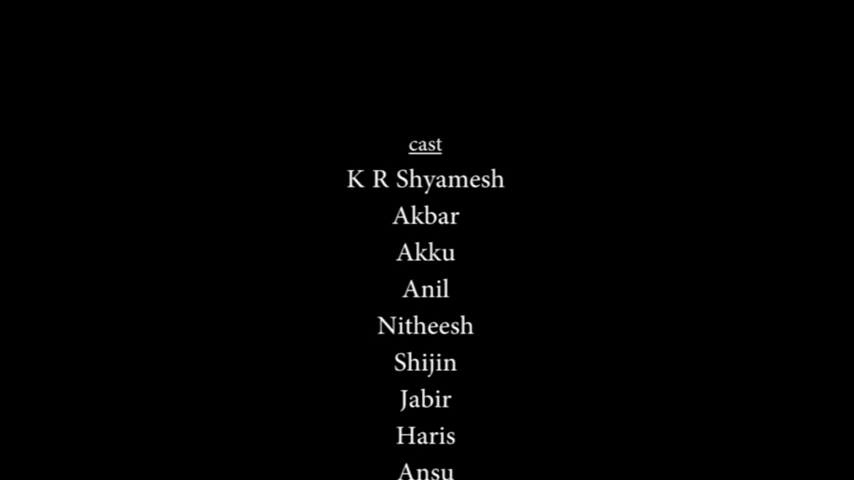 cast
K R Shyamesh
Akbar
Akku
Anil
Nitheesh
Shijin
Jabir
Haris
Ansu